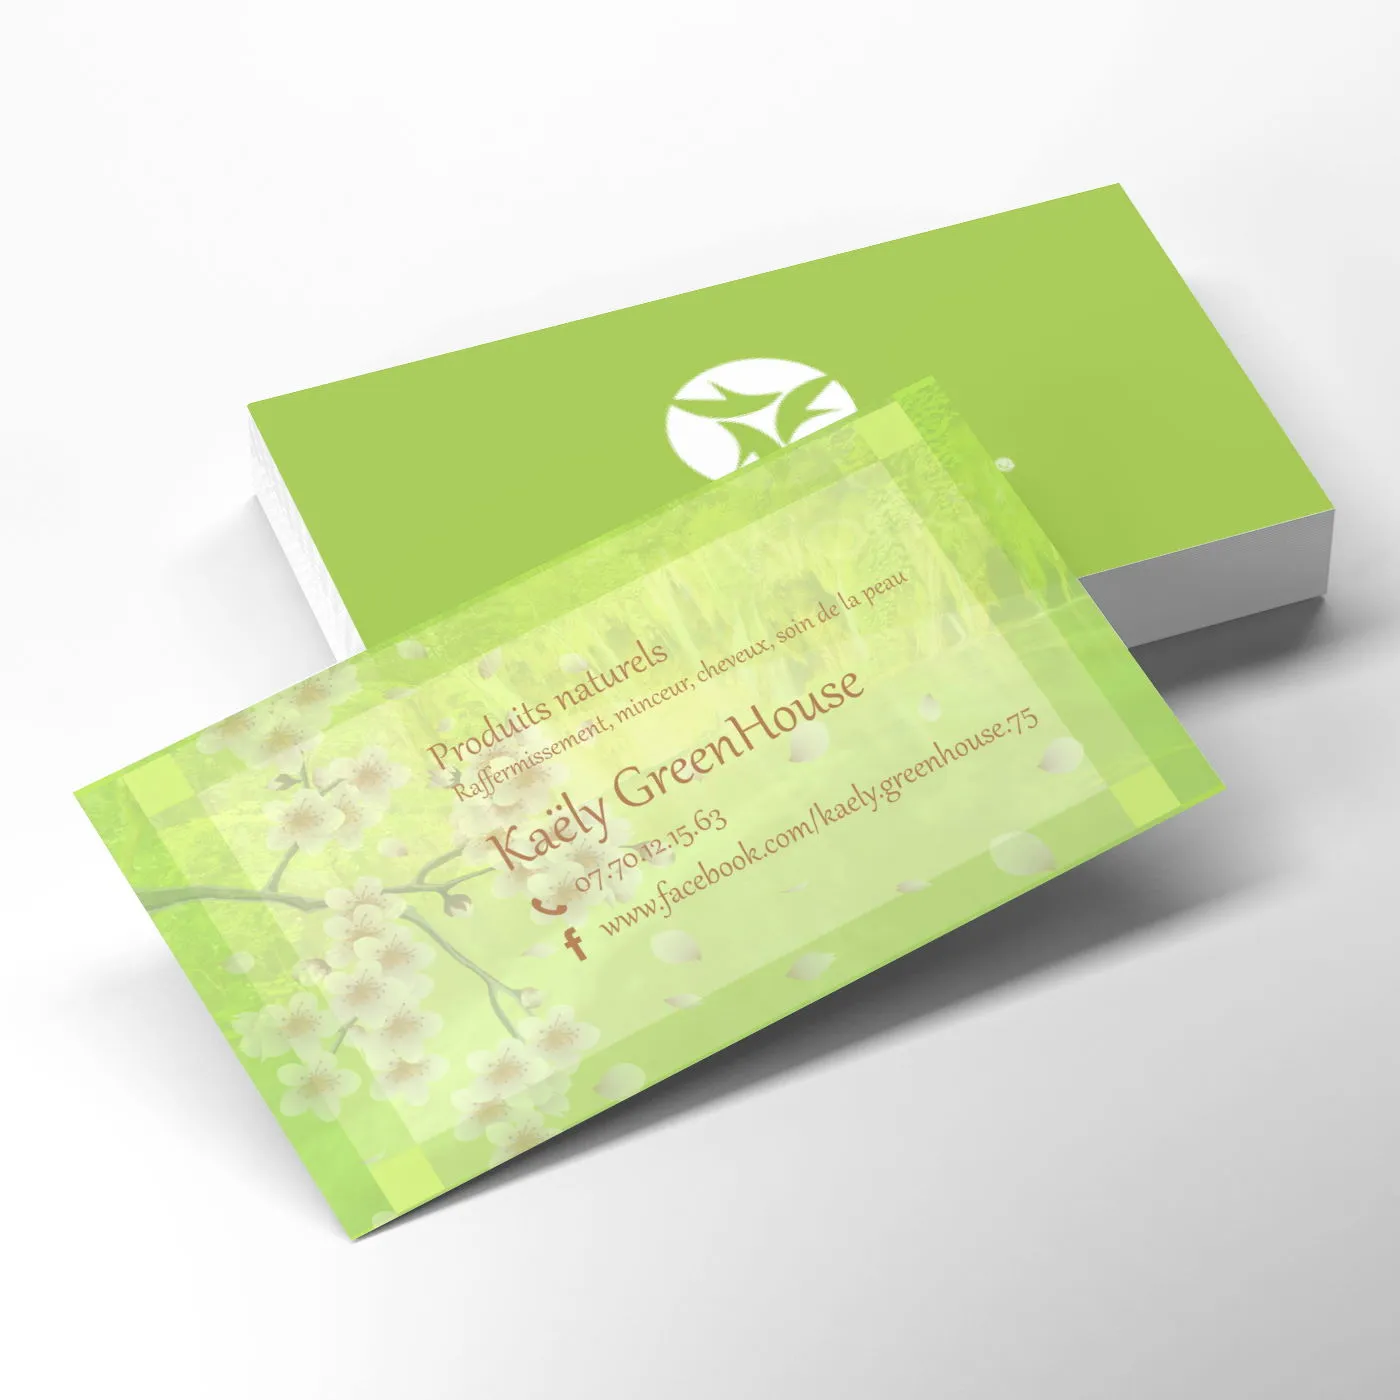 Produits naturels
Raffermissement, minceur, cheveux, soin de la peau
Kaëly GreenHouse
07.70.12.15.63
www.facebook.com/kaely.greenhouse.75